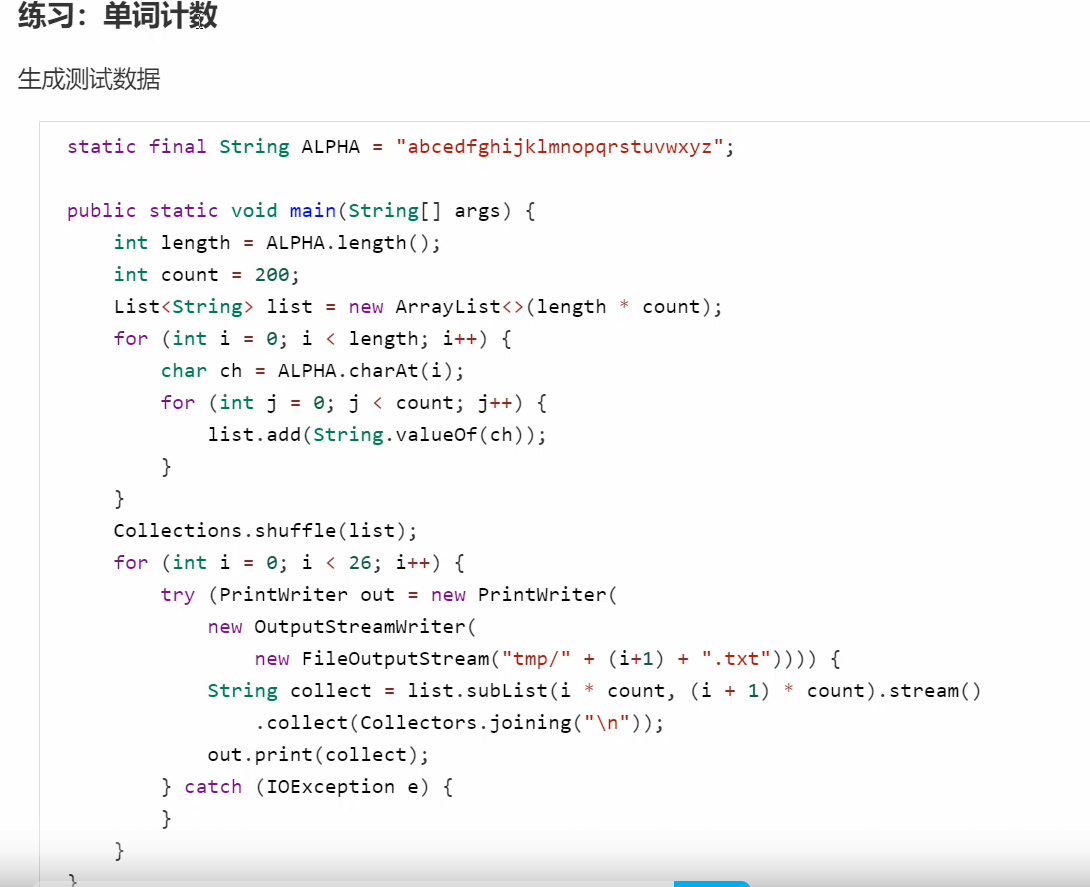 练习：单词计数
生成测试数据
static final String ALPHA = "abcedfghijklmnopqrstuvwxyz";
public static void main(String[] args) {
    int length = ALPHA.length();
    int count = 200;
    List<String> list = new ArrayList<>(length * count);
    for (int i = 0; i < length; i++) {
        char ch = ALPHA.charAt(i);
        for (int j = 0; j < count; j++) {
            list.add(String.valueOf(ch));
        }
    }
    Collections.shuffle(list);
    for (int i = 0; i < 26; i++) {
        try (PrintWriter out = new PrintWriter(
            new OutputStreamWriter(
                new FileOutputStream("tmp/" + (i+1) + ".txt")))) {
            String collect = list.subList(i * count, (i + 1) * count).stream()
                .collect(Collectors.joining("\n"));
            out.print(collect);
        } catch (IOException e) {
        }
    }
}